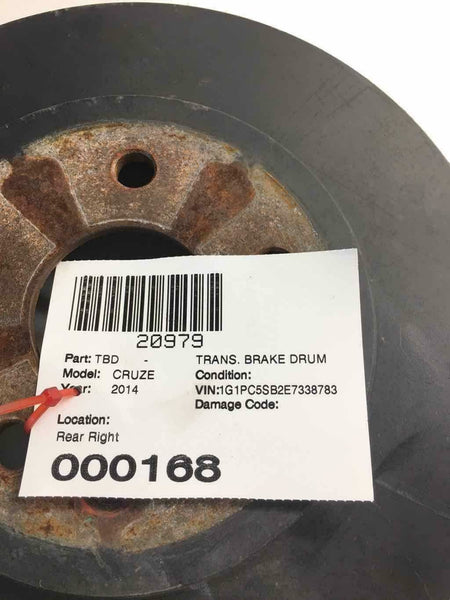 20979
Part: TBD - TRANS. BRAKE DRUM
Model: CRUZE Condition:
Year: 2014 VIN:1G1PC5SB2E7338783
Damage Code:
Location:
Rear Right
000168